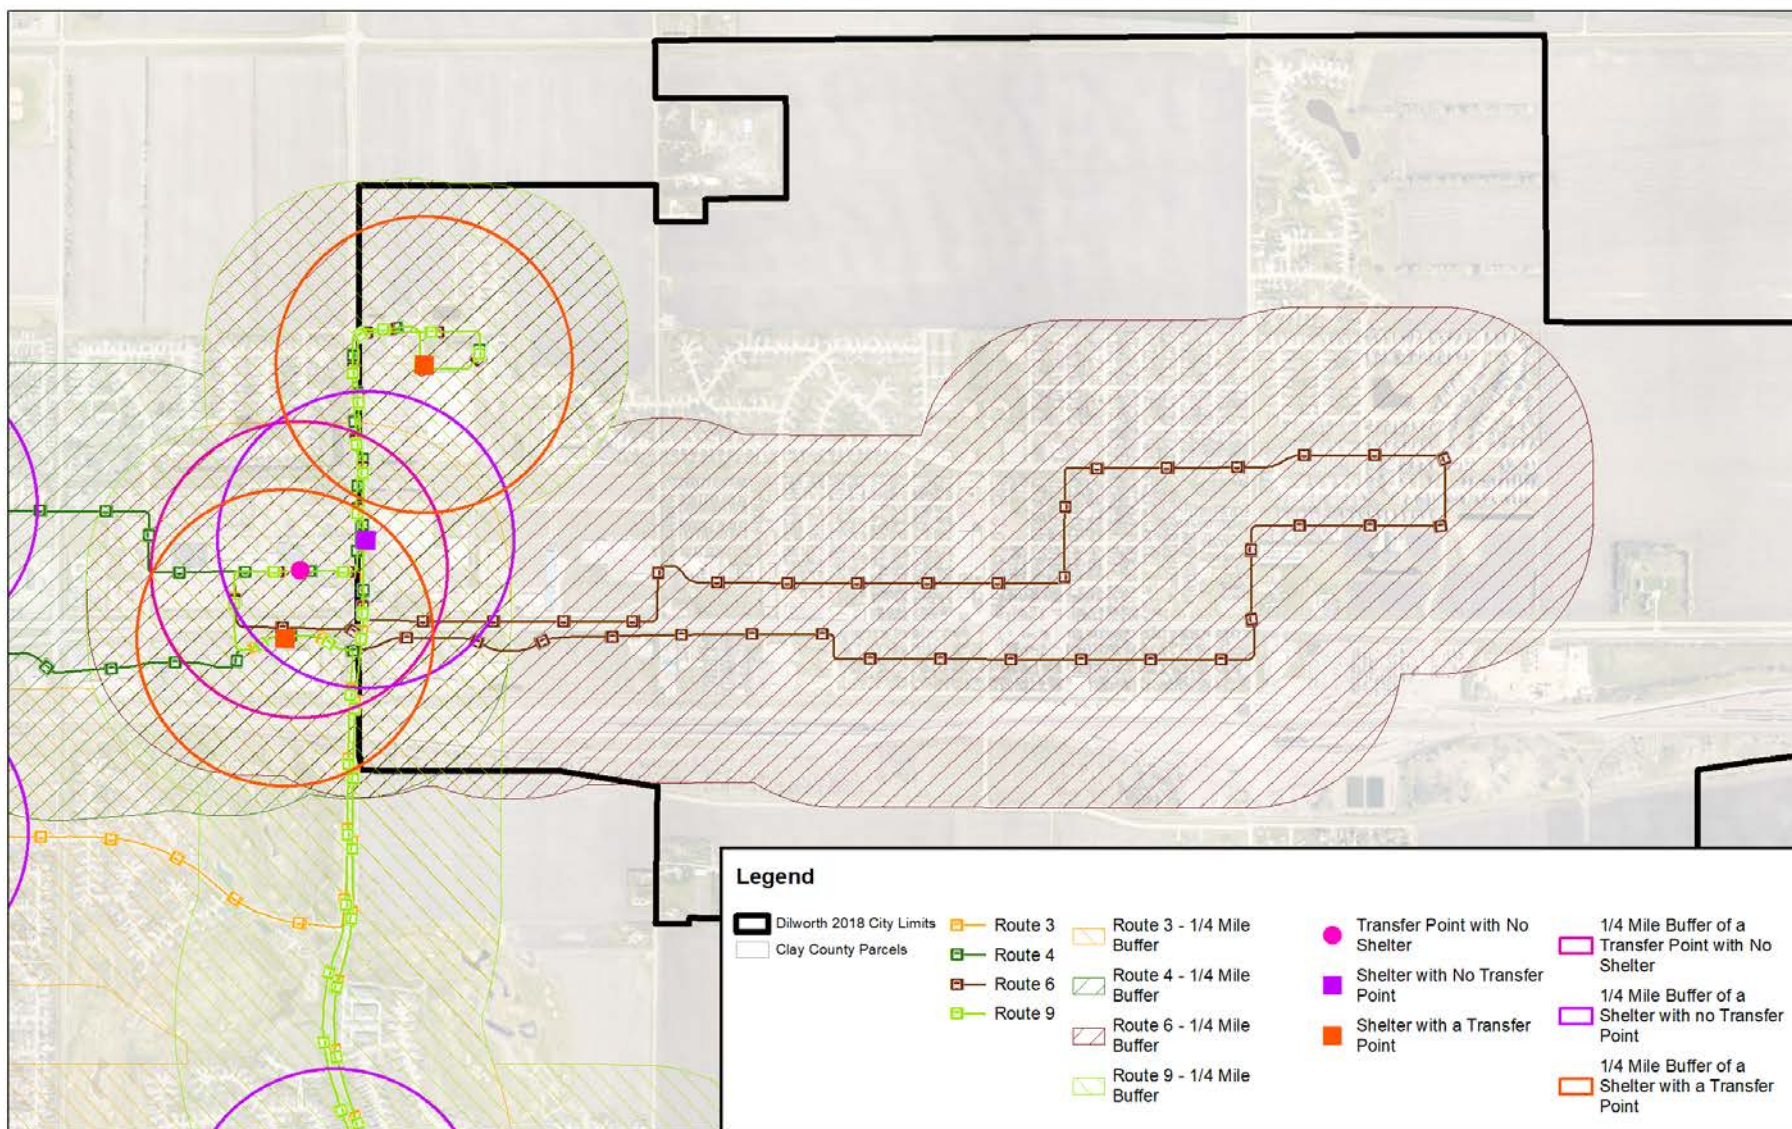 Legend
Dilworth 2018 City Limits
Clay County Parcels
Route 3
Route 4
Route 6
Route 9
Route 3 - 1/4 Mile
Buffer
Route 4 - 1/4 Mile
Buffer
Route 6 - 1/4 Mile
Buffer
Route 9 - 1/4 Mile
Buffer
Transfer Point with No
Shelter
Shelter with No Transfer
Point
Shelter with a Transfer
Point
1/4 Mile Buffer of a
Transfer Point with No
Shelter
1/4 Mile Buffer of a
Shelter with no Transfer
Point
1/4 Mile Buffer of a
Shelter with a Transfer
Point